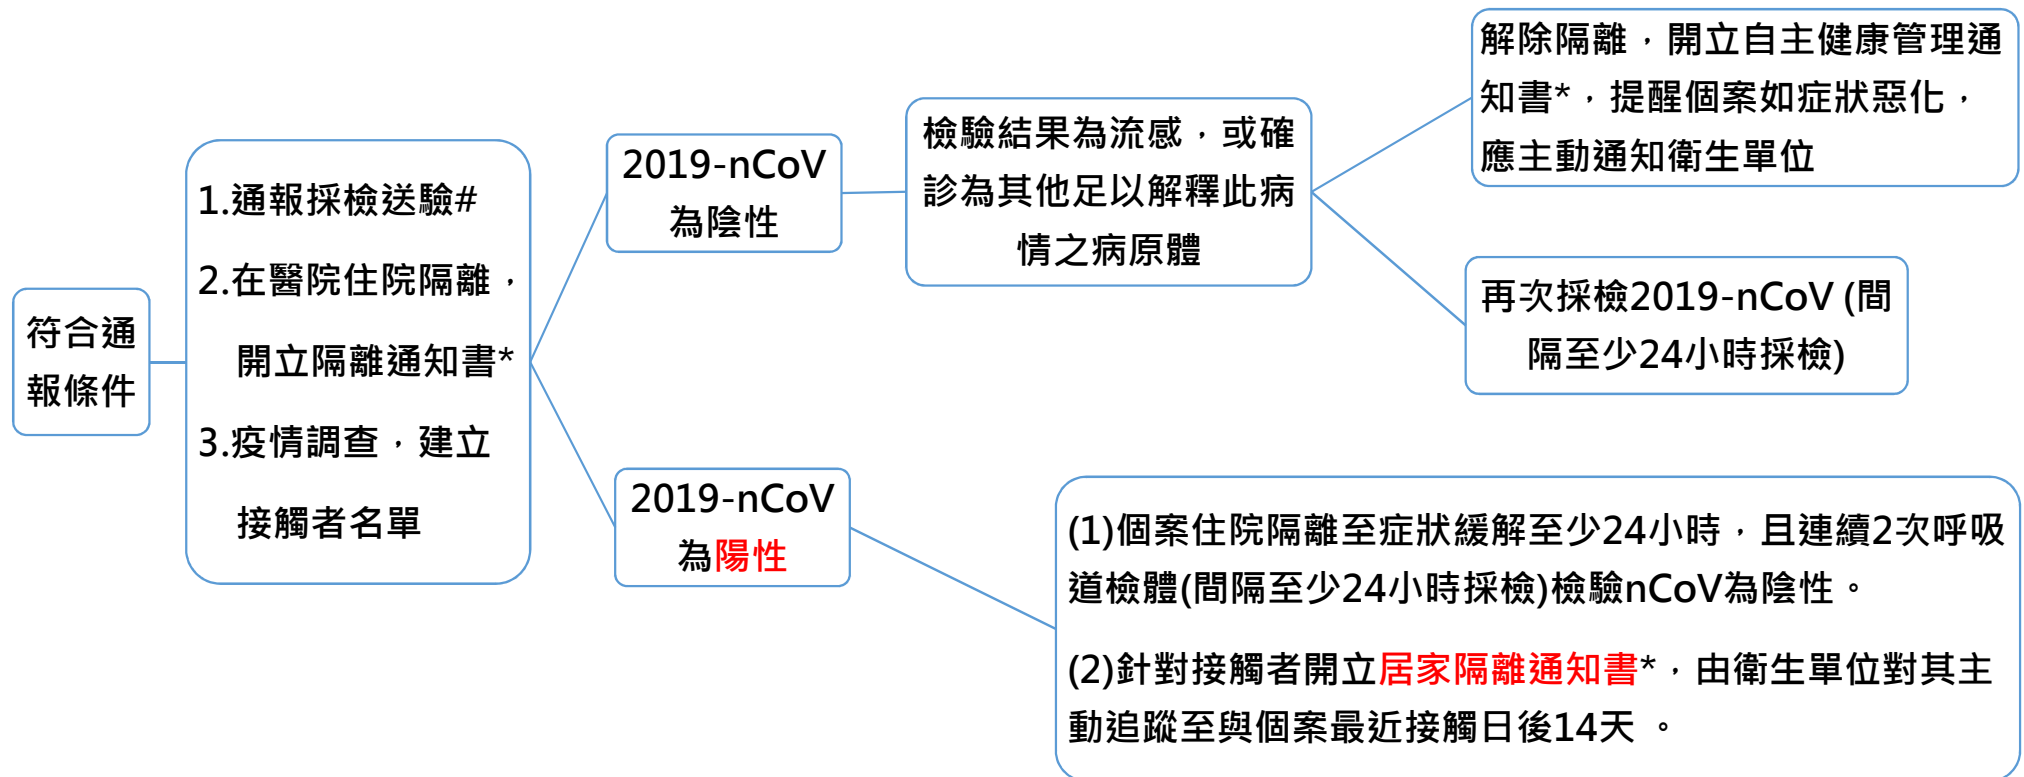 符合通
報條件
1.通報採檢送驗#
2.在醫院住院隔離，
開立隔離通知書*
3.疫情調查，建立
接觸者名單
2019-nCoV
為陰性
檢驗結果為流感，或確
診為其他足以解釋此病
情之病原體
解除隔離，開立自主健康管理通
知書*，提醒個案如症狀惡化，
應主動通知衛生單位
再次採檢2019-nCoV (間
隔至少24小時採檢)
2019-nCoV
為陽性
(1)個案住院隔離至症狀緩解至少24小時，且連續2次呼吸
道檢體(間隔至少24小時採檢)檢驗nCoV為陰性。
(2)針對接觸者開立居家隔離通知書*，由衛生單位對其主
動追蹤至與個案最近接觸日後14天 。